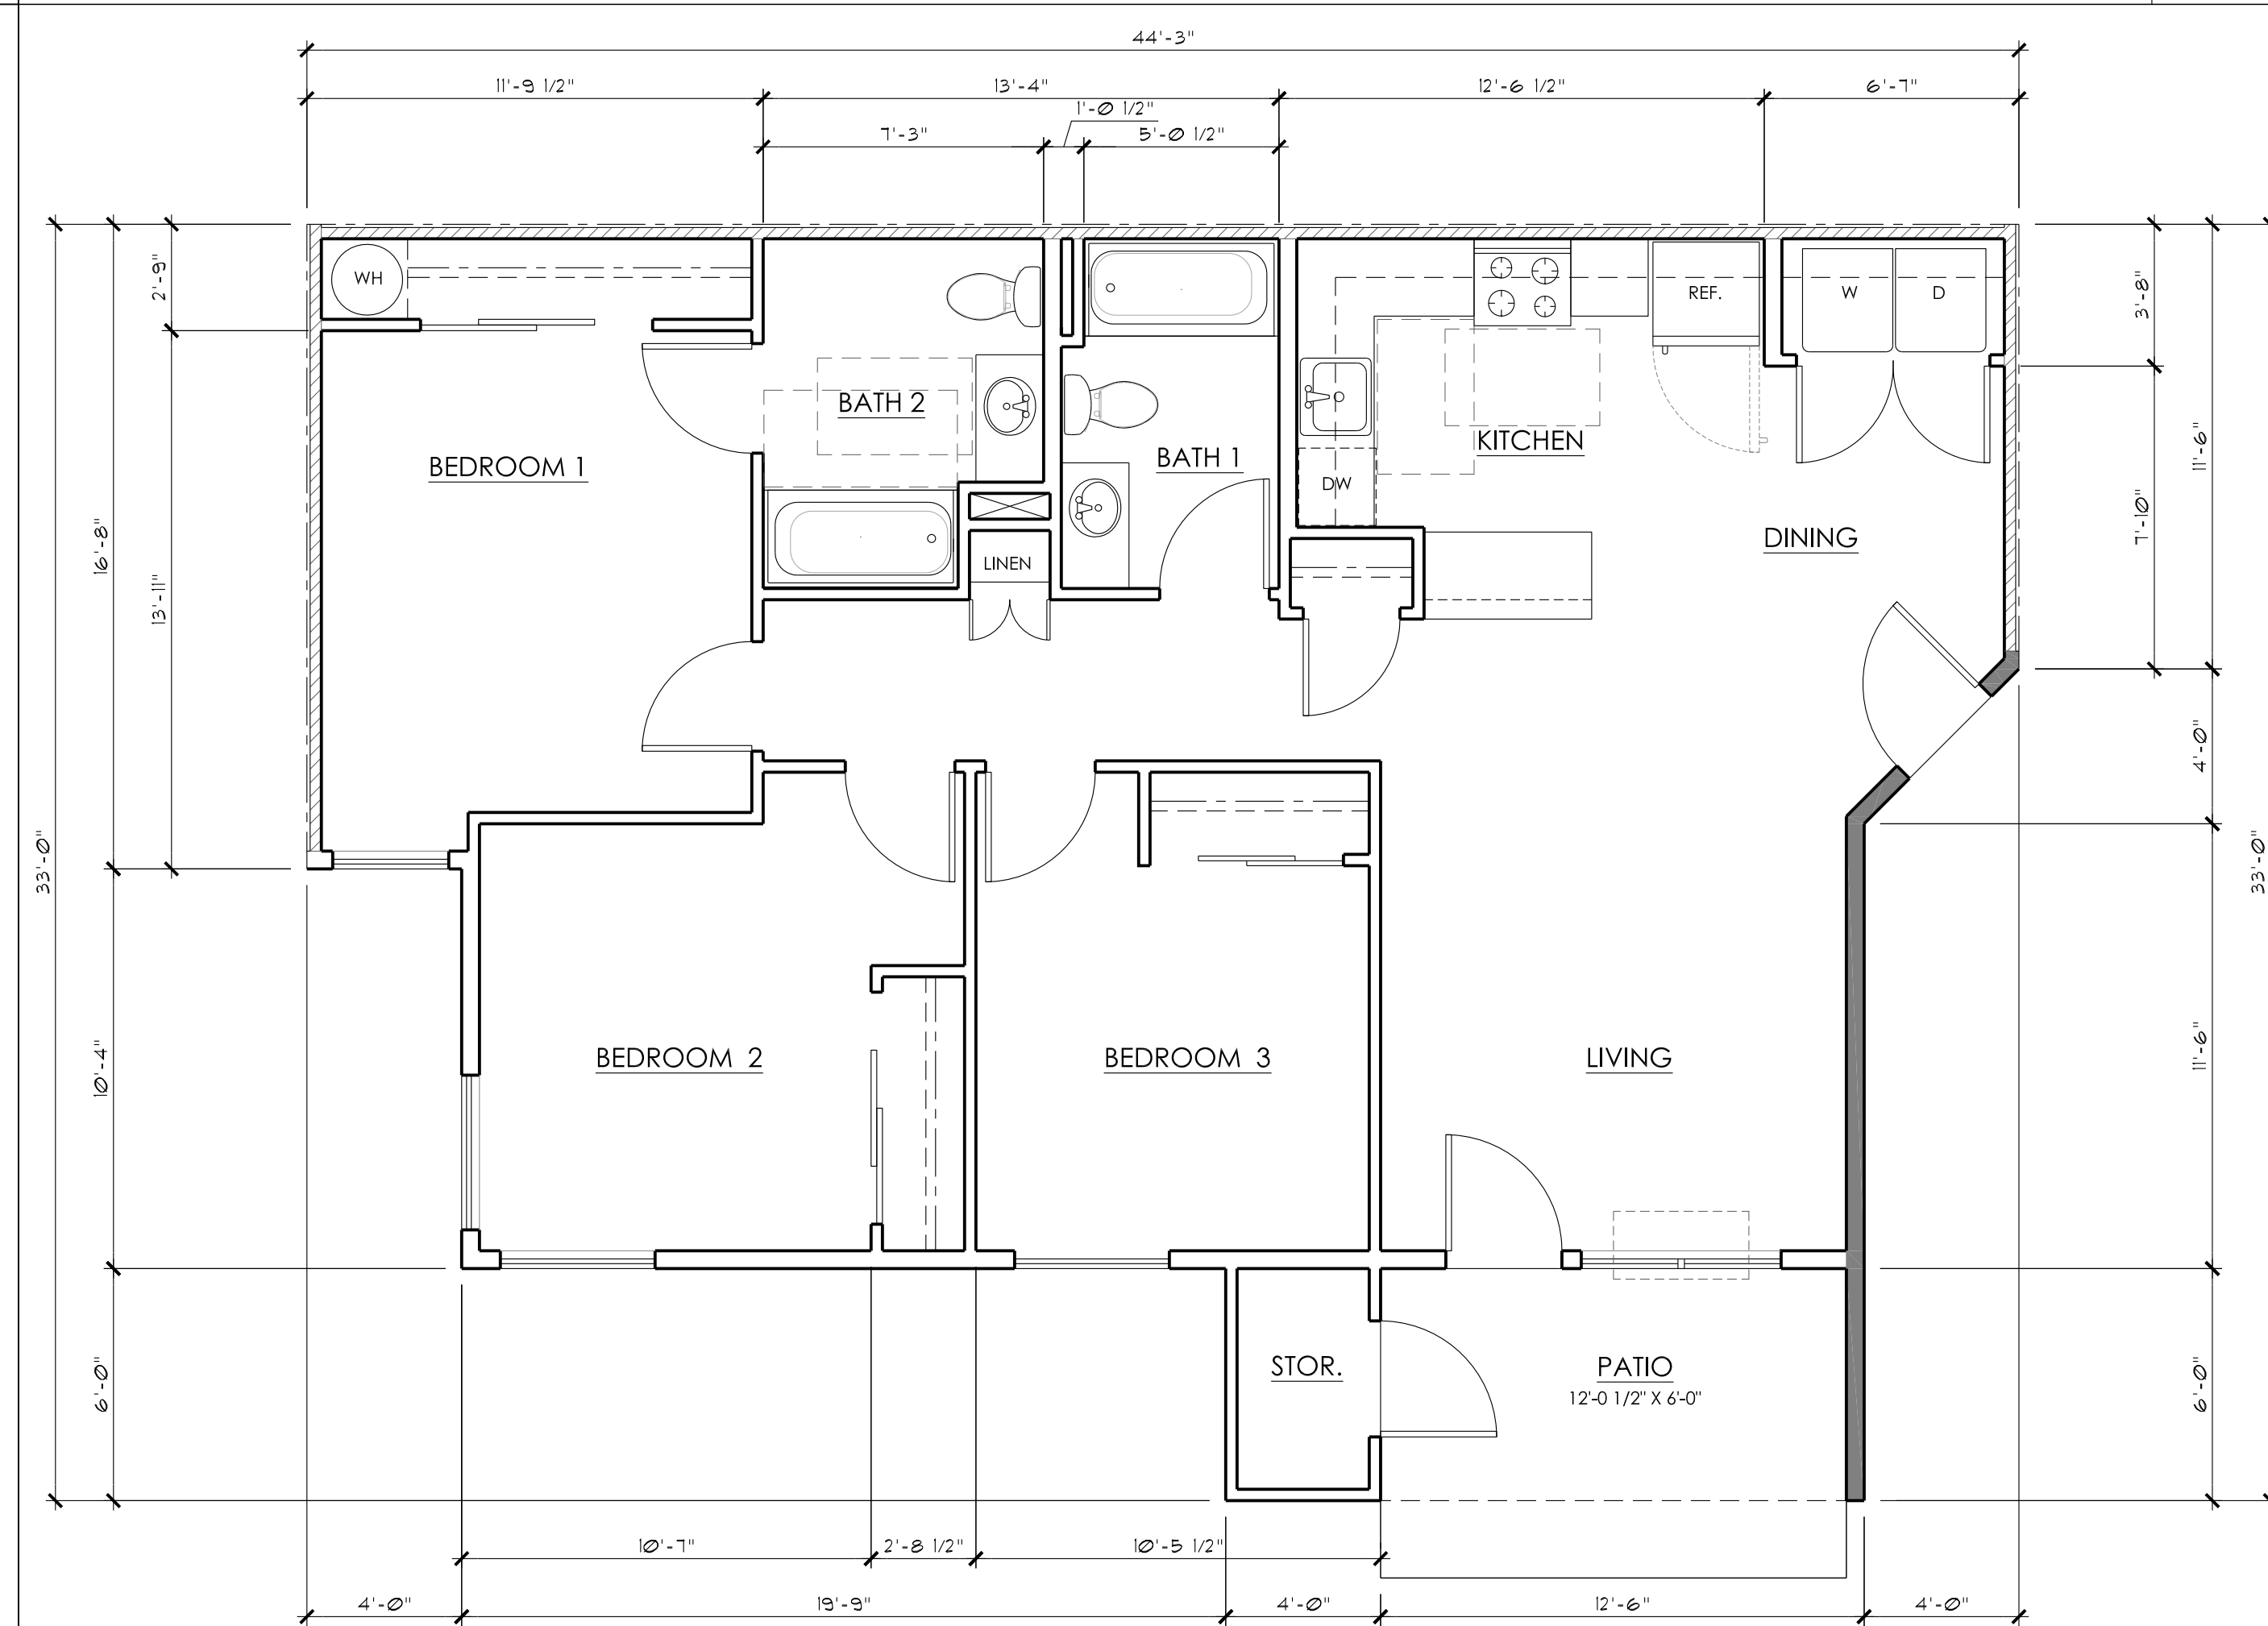 44'-3"
11'-9 1/2"
13'-4"
12'-6 1/2"
6'-7"
1'-0 1/2"
7'-3"
5'-0 1/2"
WH
REF.
W
D
2'-9"
3'-8"
BATH 2
BATH 1
KITCHEN
BEDROOM 1
11'-6"
DW
7'-10"
16'-8"
DINING
LINEN
13'-11"
4'-0"
33'-0"
33'-0"
10'-4"
BEDROOM 2
BEDROOM 3
LIVING
11'-6"
6'-0"
STOR.
PATIO
12'-0 1/2" X 6'-0"
6'-0"
10'-7"
2'-8 1/2"
10'-5 1/2"
4'-0"
19'-9"
4'-0"
12'-6"
4'-0"